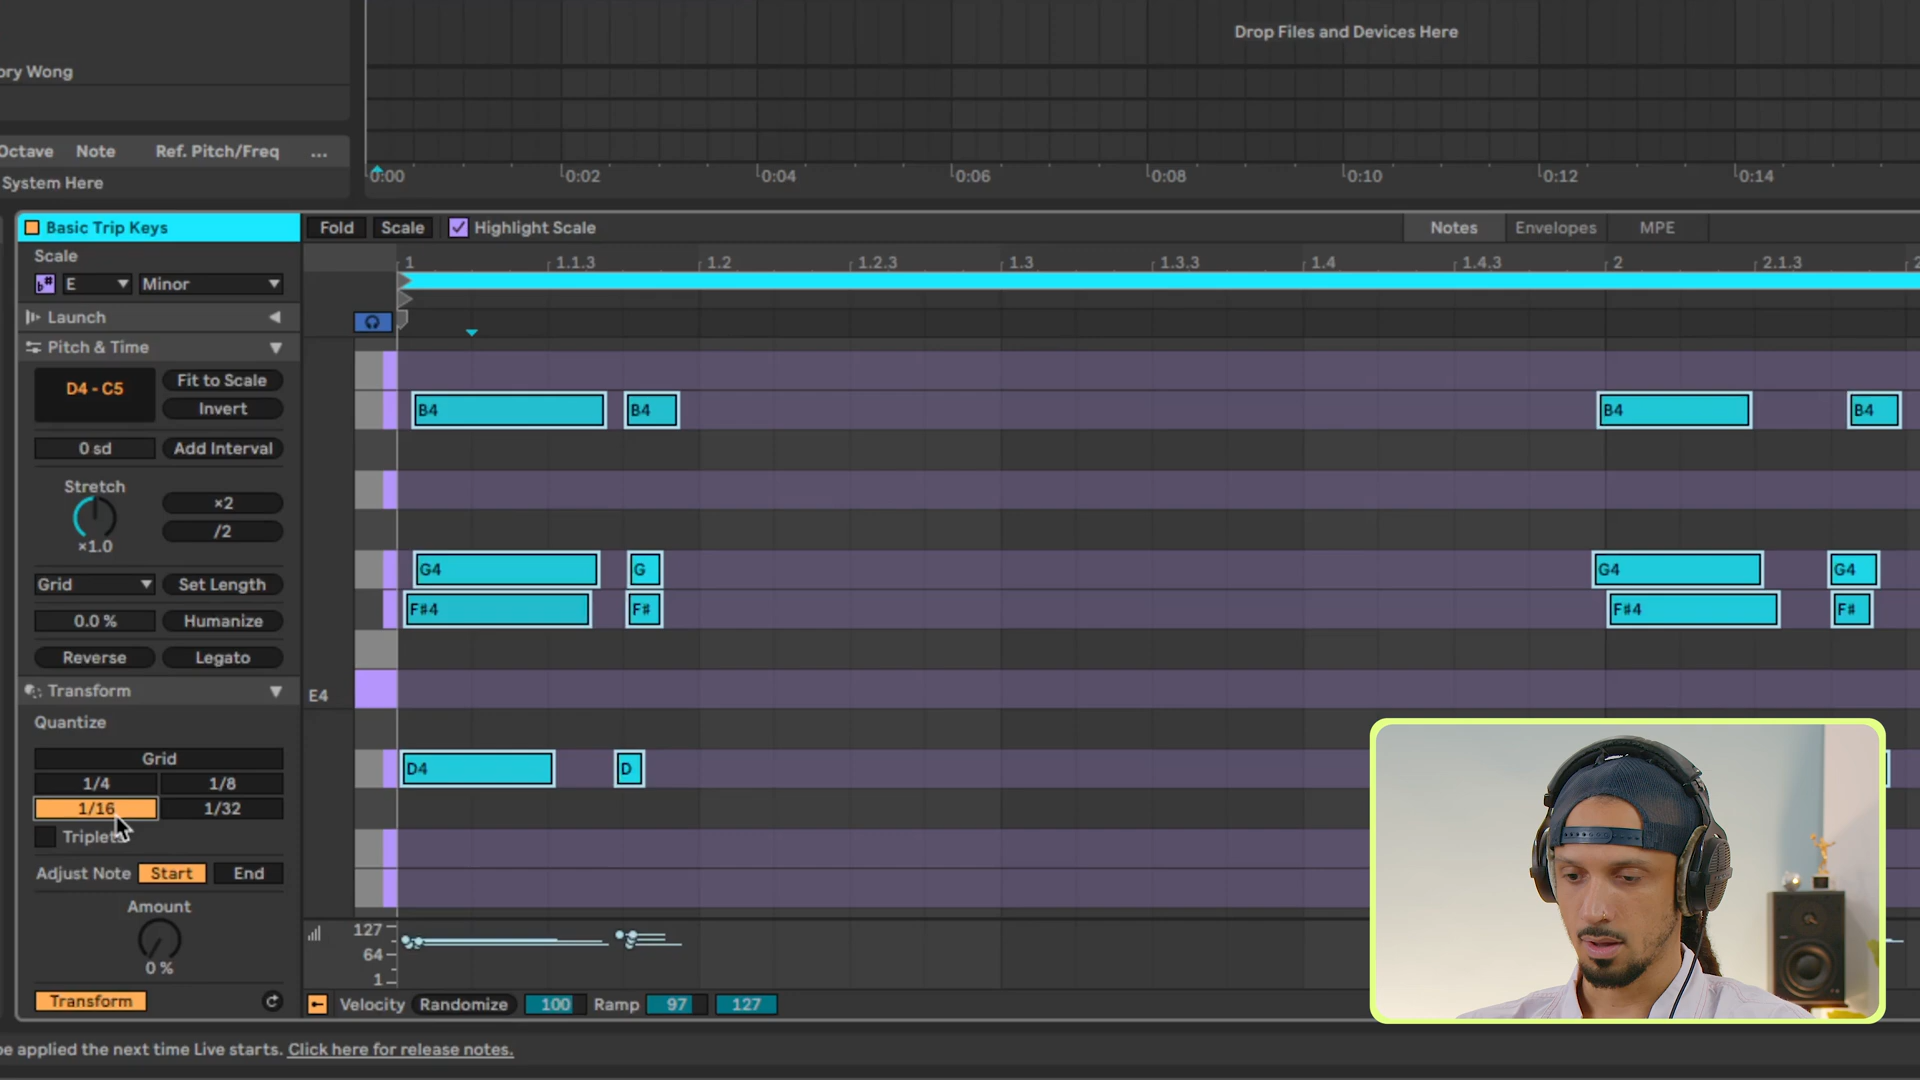 Drop Files and Devices Here
ory Wong
Octave Note Ref. Pitch/Freq ...
System Here
0:00 0:02 0:04 0:06 0:08 0:10 0:12 0:14
Basic Trip Keys
Fold Scale Highlight Scale Notes Envelopes MPE
Scale
1 1.1.3 1.2 1.2.3 1.3 1.3.3 1.4 1.4.3 2 2.1.3
b# E Minor
Launch
Pitch & Time
D4 - C5 Fit to Scale
Invert
B4 B4 B4 B4
0 sd Add Interval
Stretch
×2
/2
×1.0
G4 G G4 G4
Grid Set Length
F#4 F# F#4 F#
0.0 % Humanize
Reverse Legato
Transform
E4
Quantize
Grid
D4 D
1/4 1/8
1/16 1/32
Triplet
Adjust Note Start End
Amount
127
64
0 %
1
Transform
Velocity Randomize 100 Ramp 97 127
be applied the next time Live starts. Click here for release notes.